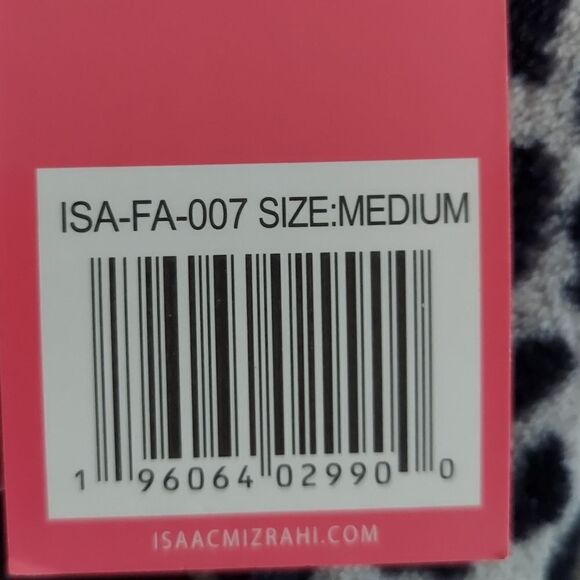 ISA-FA-007 SIZE:MEDIUM
1 96064 02990 0
ISAACMIZRAHI.COM